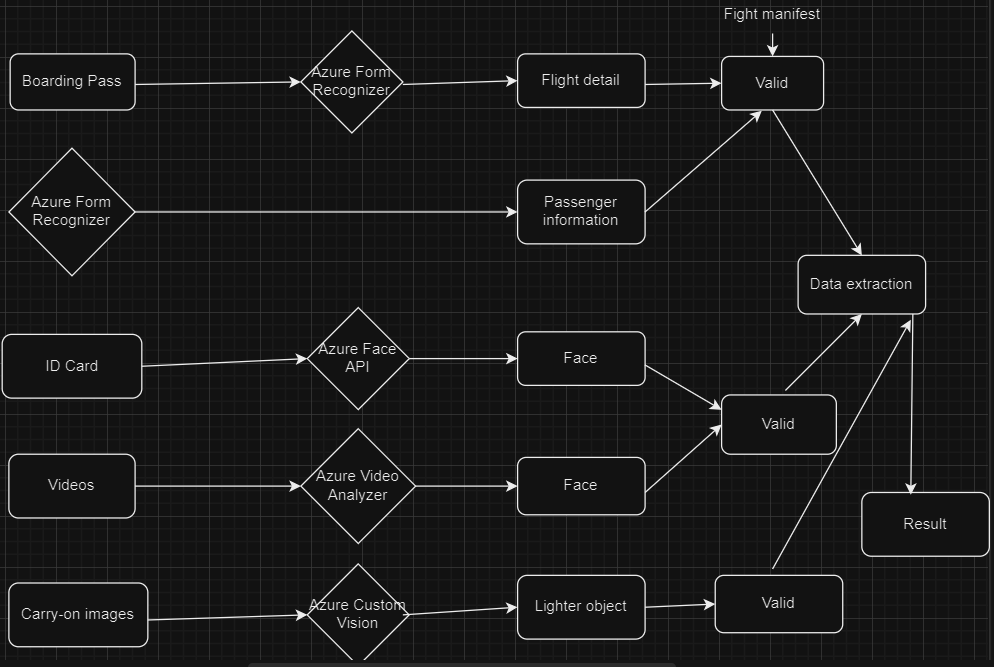 Fight manifest
Boarding Pass
Azure Form
Recognizer
Flight detail
Valid
Azure Form
Recognizer
Passenger
information
Data extraction
ID Card
Azure Face
API
Face
Valid
Videos
Azure Video
Analyzer
Face
Result
Carry-on images
Azure Custom
Vision
Lighter object
Valid